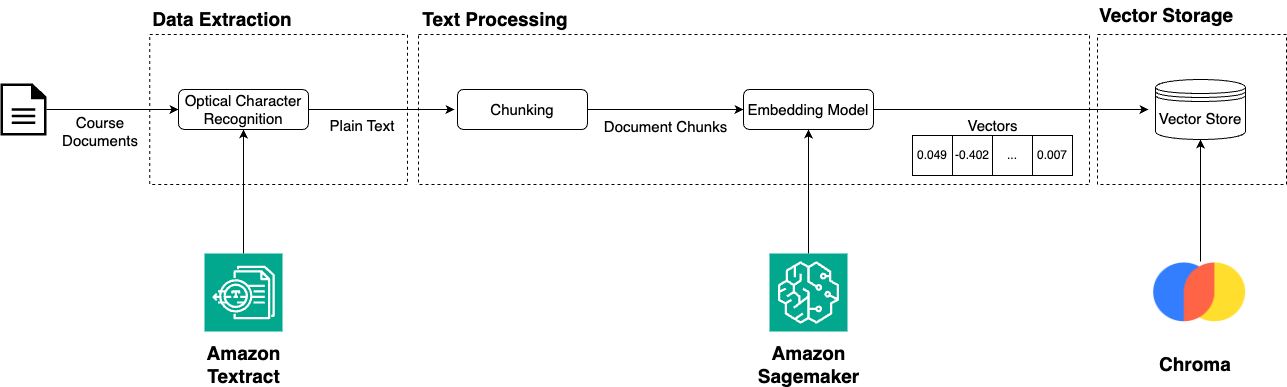 Data Extraction
Text Processing
Vector Storage
Optical Character
Recognition
Chunking
Embedding Model
Vector Store
Course
Documents
Plain Text
Document Chunks
Vectors
0.049 -0.402 ... 0.007
Amazon
Textract
Amazon
Sagemaker
Chroma